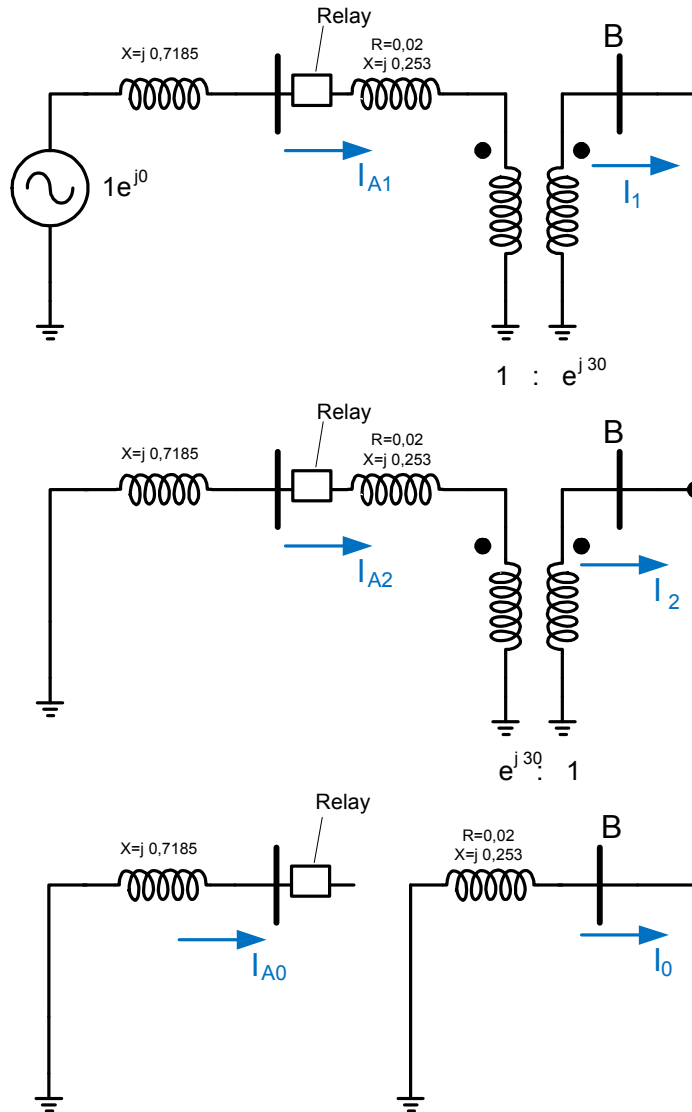 Relay
X=j 0,7185
R=0,02
X=j 0,253
B
1e^j0
I_A1
I_1
1 : e^j 30
Relay
X=j 0,7185
R=0,02
X=j 0,253
B
I_A2
I_2
e^j 30: 1
Relay
X=j 0,7185
R=0,02
X=j 0,253
B
I_A0
I_0